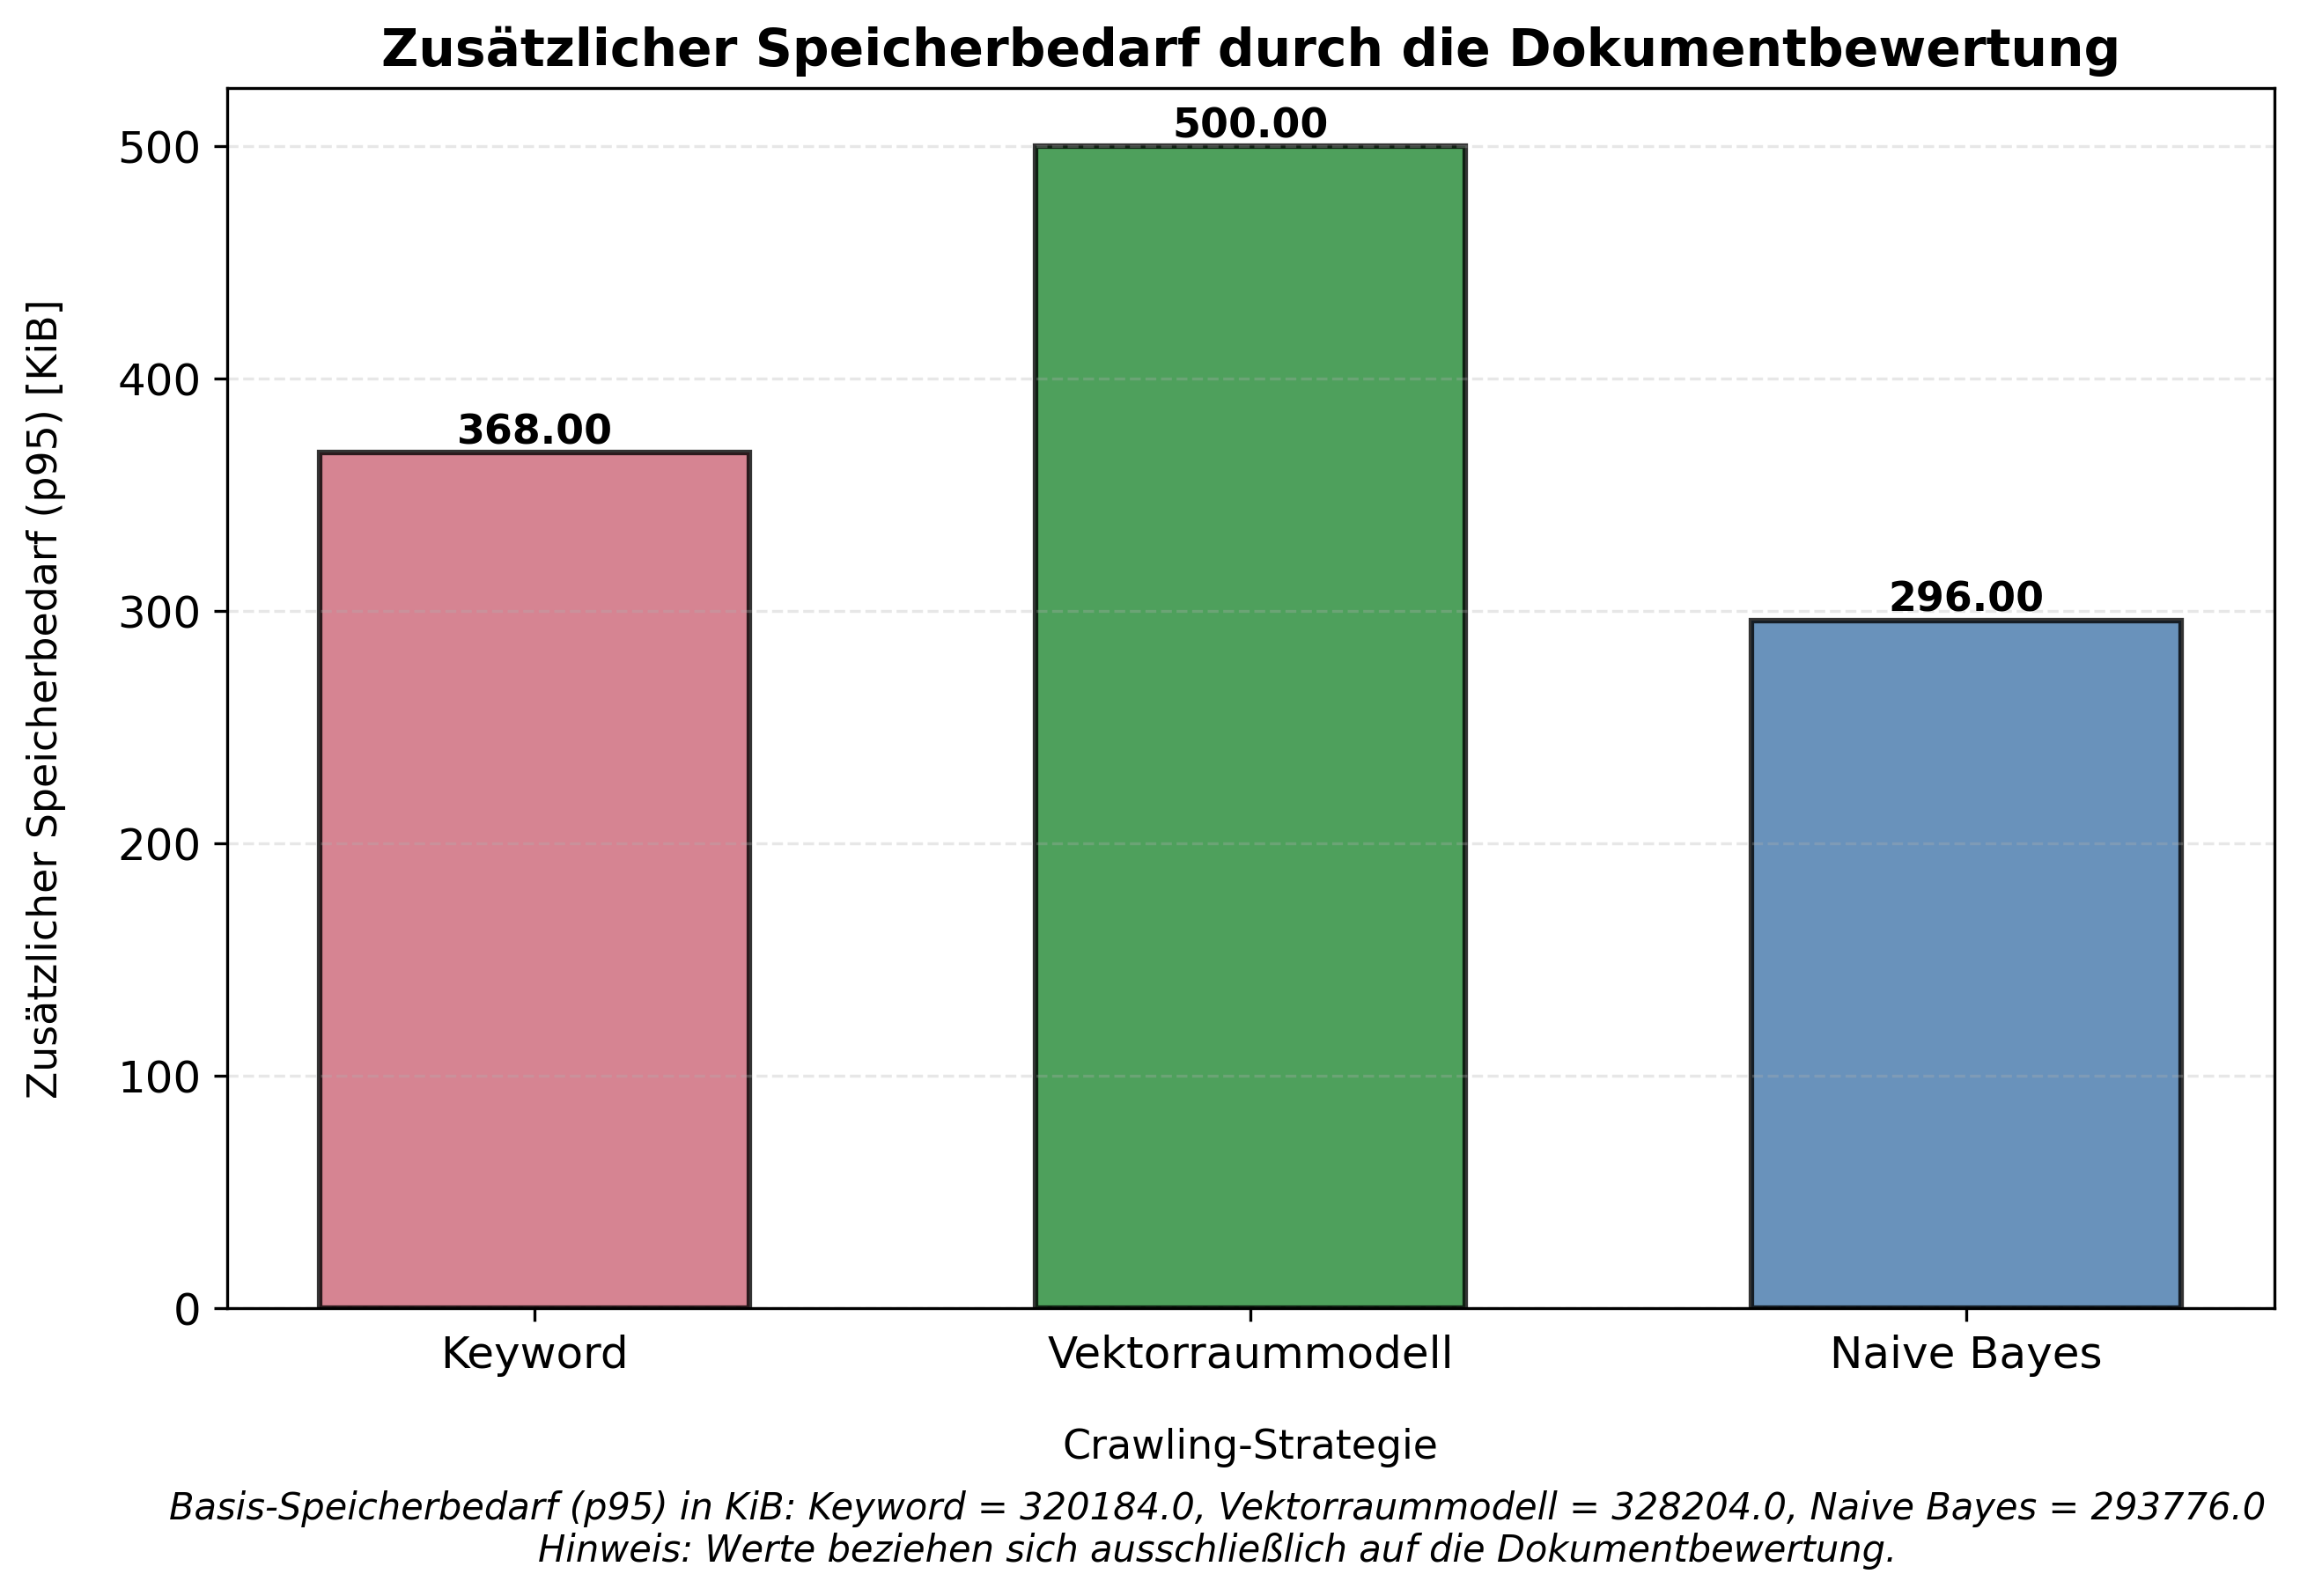 Zusätzlicher Speicherbedarf durch die Dokumentbewertung
Zusätzlicher Speicherbedarf (p95) [KiB]
500
400
300
200
100
0
368.00
500.00
296.00
Keyword
Vektorraummodell
Naive Bayes
Crawling-Strategie
Basis-Speicherbedarf (p95) in KiB: Keyword = 320184.0, Vektorraummodell = 328204.0, Naive Bayes = 293776.0
Hinweis: Werte beziehen sich ausschließlich auf die Dokumentbewertung.